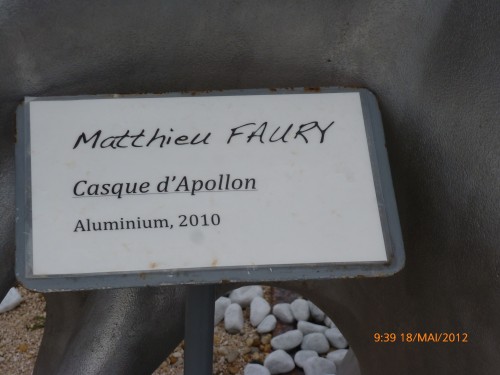 Matthieu FAURY
Casque d'Apollon
Aluminium, 2010
9:39 18/MAI/2012